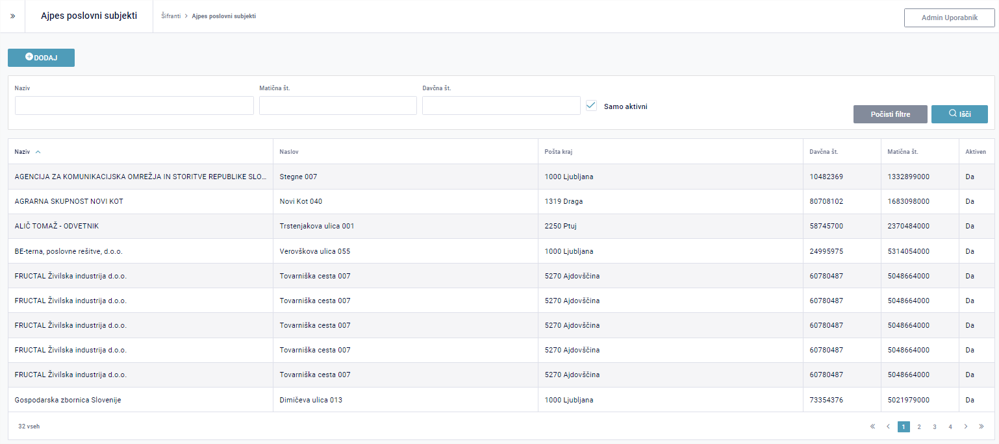 Ajpes poslovni subjekti
Šifranti > Ajpes poslovni subjekti
Admin Uporabnik
DODAJ
Naziv Matična št. Davčna št.
Samo aktivni
Počisti filtre Išči
Naziv Naslov Pošta kraj Davčna št. Matična št. Aktiven
AGENCIJA ZA KOMUNIKACIJSKA OMREŽJA IN STORITVE REPUBLIKE SLO... Stegne 007 1000 Ljubljana 10482369 1332899000 Da
AGRARNA SKUPNOST NOVI KOT Novi Kot 040 1319 Draga 80708102 1683098000 Da
ALIČ TOMAŽ - ODVETNIK Trstenjakova ulica 001 2250 Ptuj 58745700 2370484000 Da
BE-terna, poslovne rešitve, d.o.o. Verovškova ulica 055 1000 Ljubljana 24995975 5314054000 Da
FRUCTAL Živilska industrija d.o.o. Tovarniška cesta 007 5270 Ajdovščina 60780487 5048664000 Da
FRUCTAL Živilska industrija d.o.o. Tovarniška cesta 007 5270 Ajdovščina 60780487 5048664000 Da
FRUCTAL Živilska industrija d.o.o. Tovarniška cesta 007 5270 Ajdovščina 60780487 5048664000 Da
FRUCTAL Živilska industrija d.o.o. Tovarniška cesta 007 5270 Ajdovščina 60780487 5048664000 Da
FRUCTAL Živilska industrija d.o.o. Tovarniška cesta 007 5270 Ajdovščina 60780487 5048664000 Da
Gospodarska zbornica Slovenije Dimičeva ulica 013 1000 Ljubljana 73354376 5021979000 Da
32 vseh « < 1 2 3 4 > »